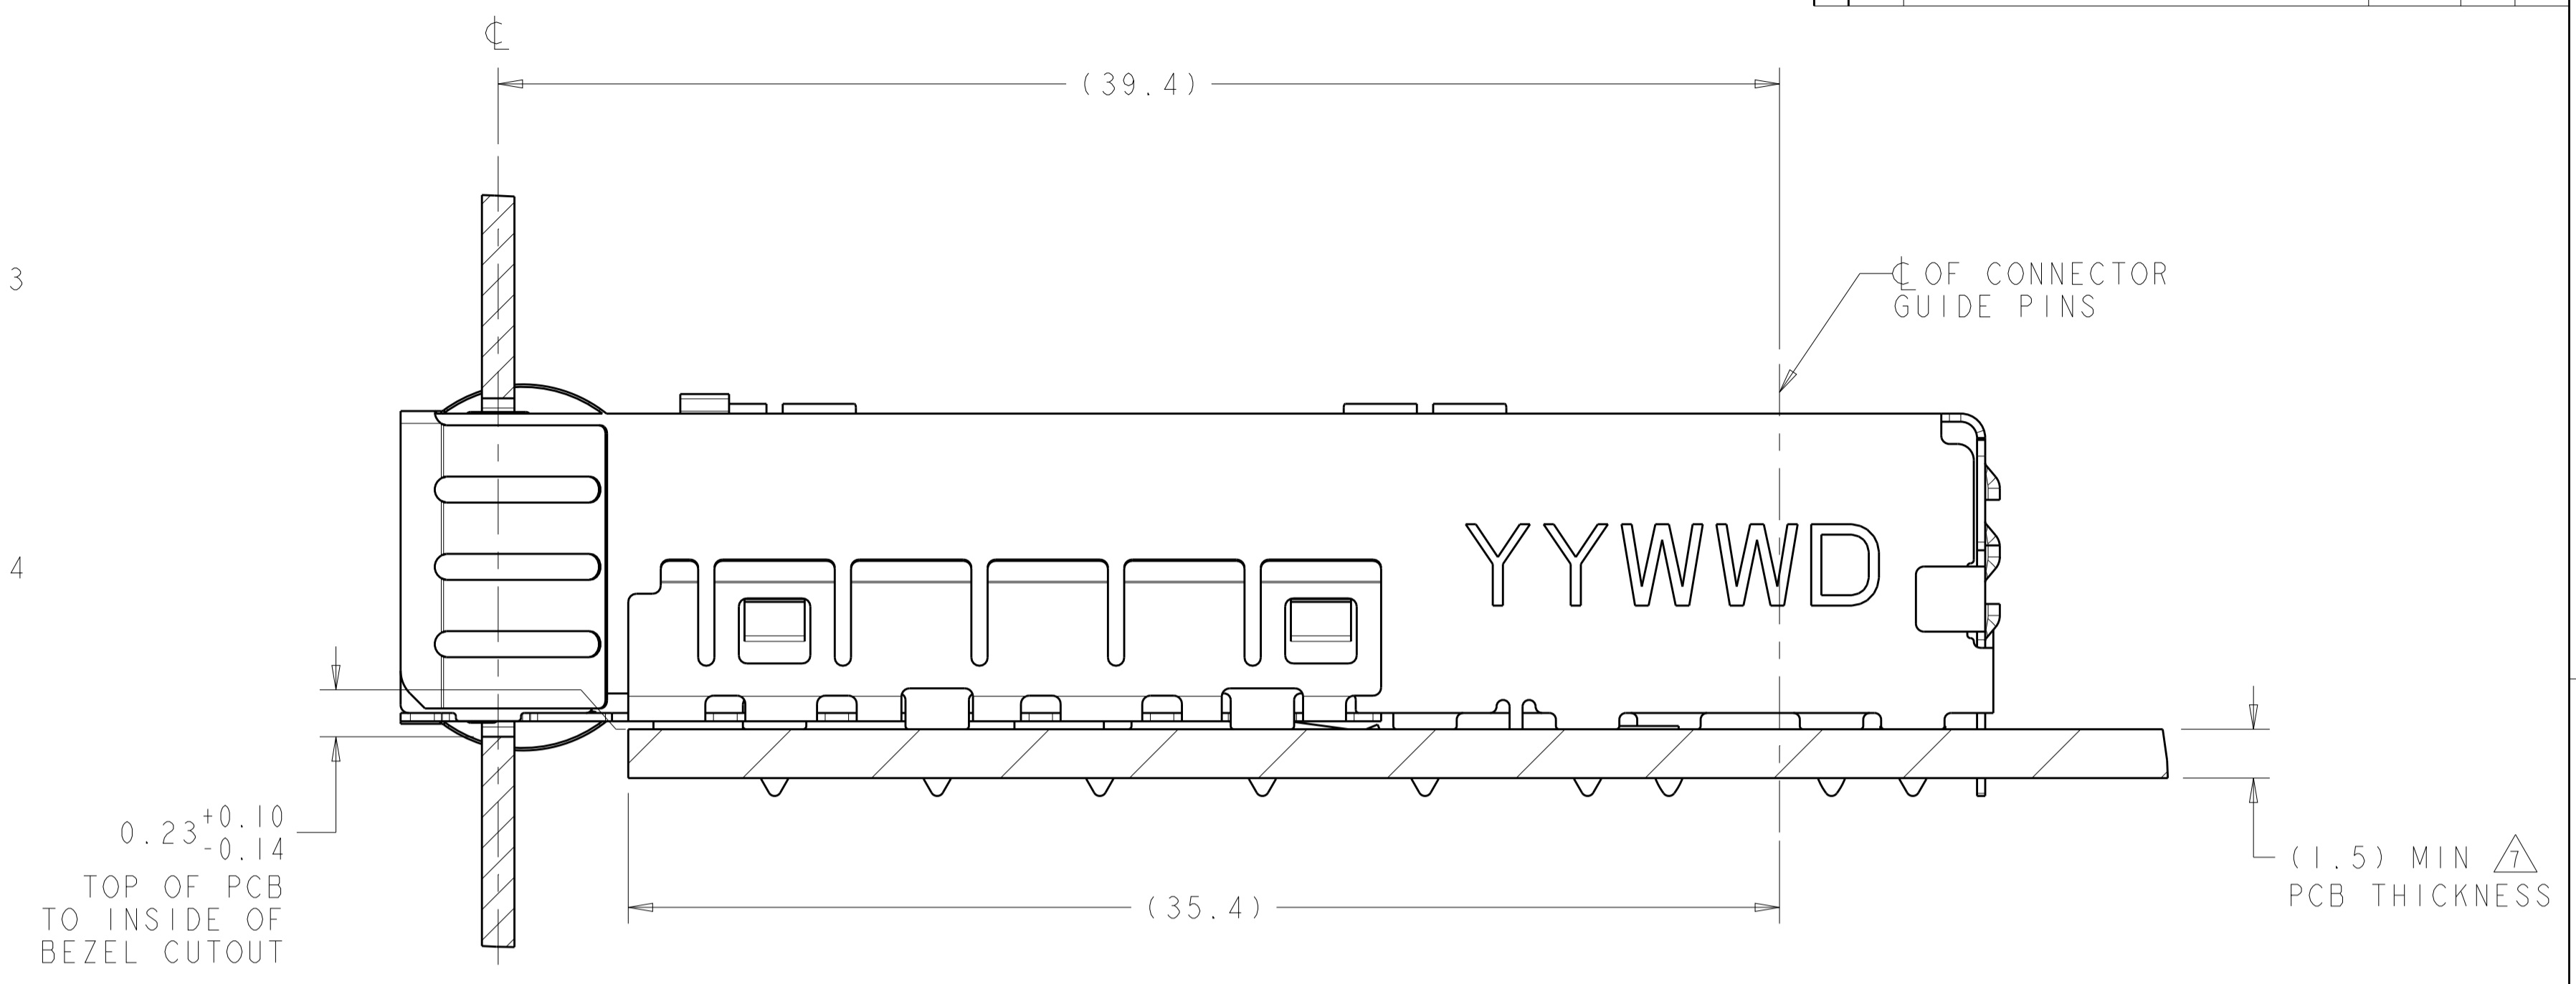 ℄
(39.4)
3
℄ OF CONNECTOR
GUIDE PINS
YYWWD
4
0.23 +0.10
-0.14
TOP OF PCB
TO INSIDE OF
BEZEL CUTOUT
(35.4)
(1.5) MIN 7
PCB THICKNESS